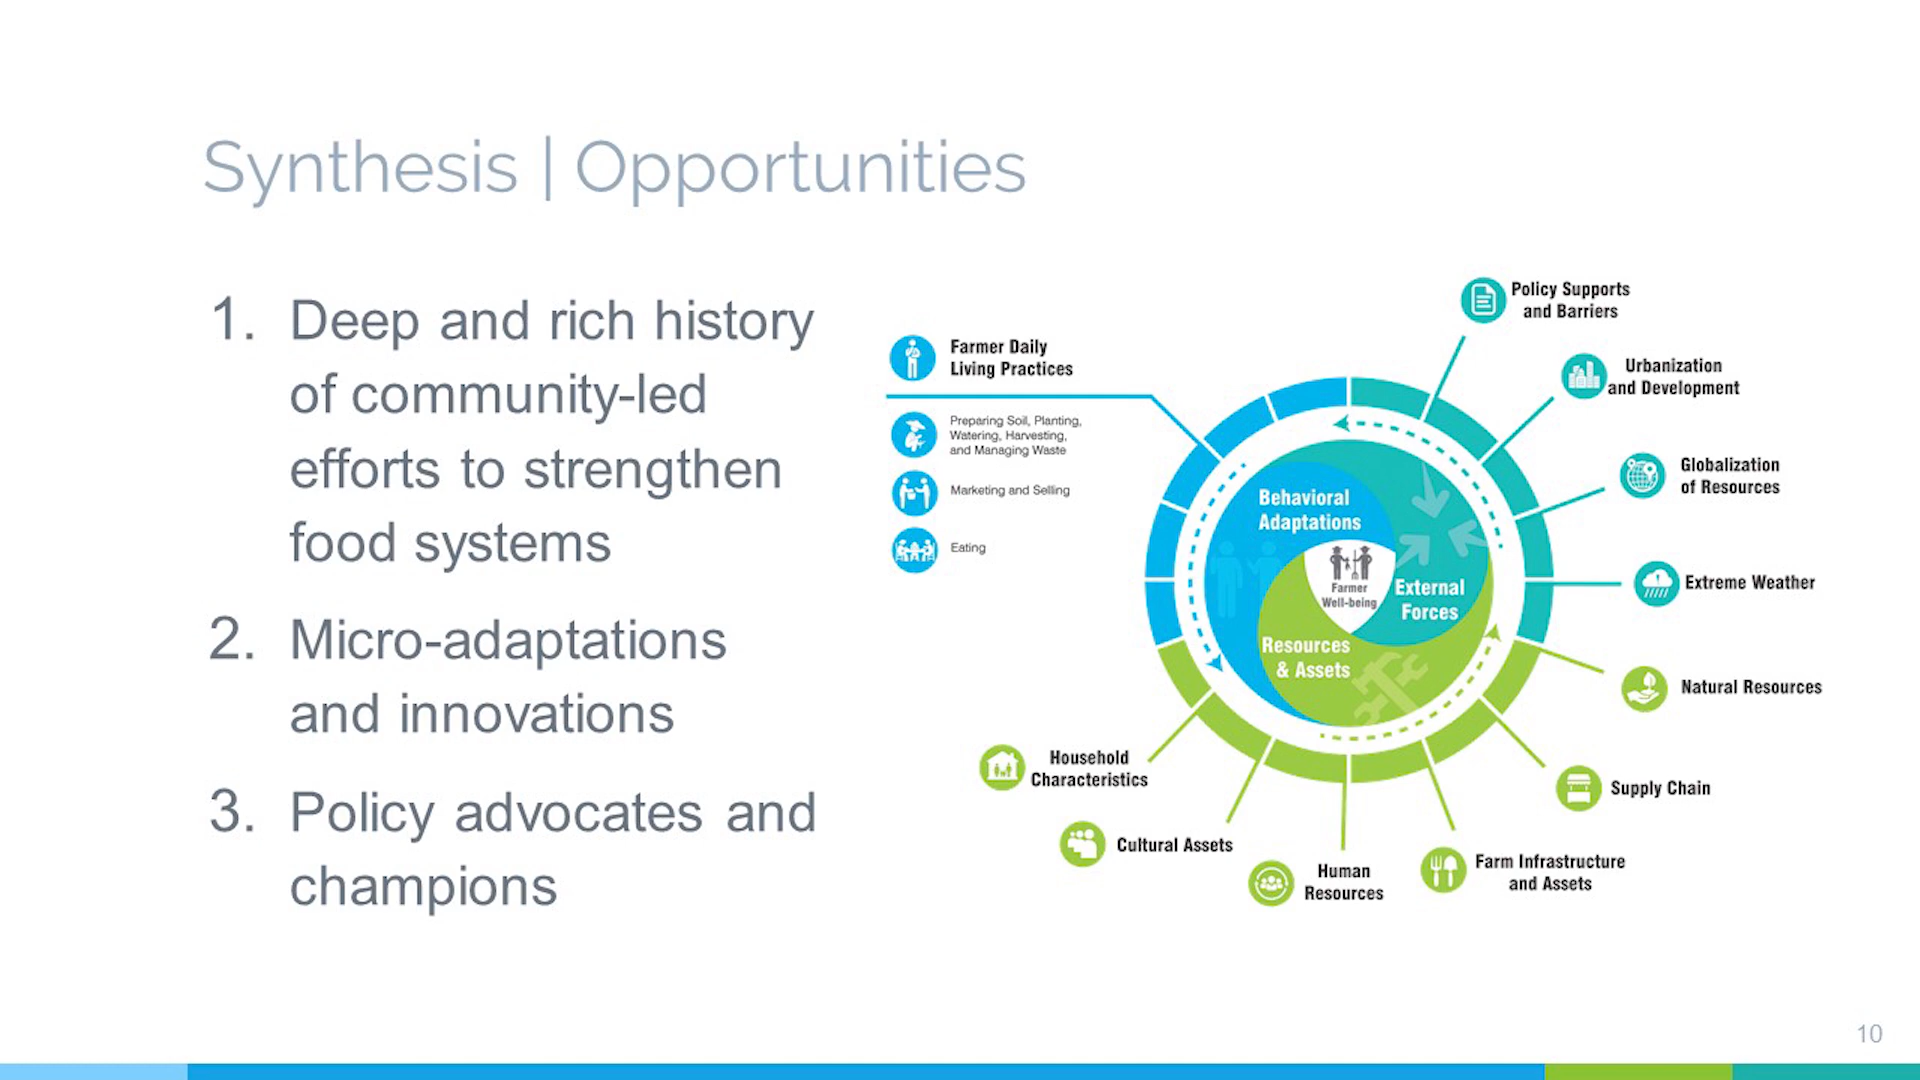 Synthesis | Opportunities
1. Deep and rich history
of community-led
efforts to strengthen
food systems
2. Micro-adaptations
and innovations
3. Policy advocates and
champions
Farmer Daily
Living Practices
Preparing Soil, Planting,
Watering, Harvesting,
and Managing Waste
Marketing and Selling
Eating
Policy Supports
and Barriers
Urbanization
and Development
Globalization
of Resources
Extreme Weather
Natural Resources
Supply Chain
Farm Infrastructure
and Assets
Human
Resources
Cultural Assets
Household
Characteristics
Behavioral
Adaptations
External
Forces
Resources
& Assets
Farmer
Well-being
10